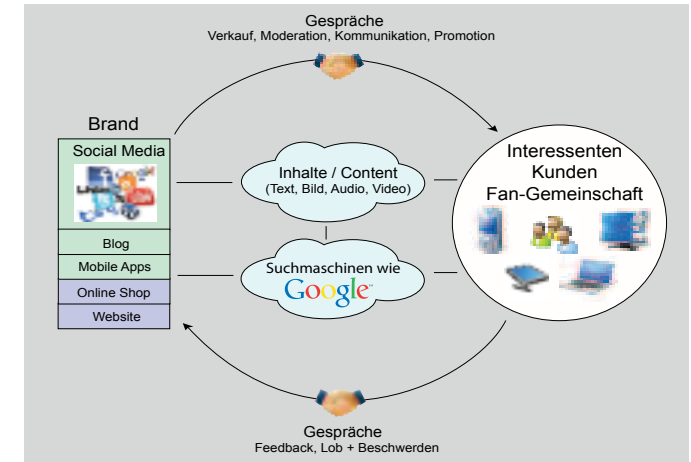 Gespräche
Verkauf, Moderation, Kommunikation, Promotion
Brand
Social Media
Blog
Mobile Apps
Online Shop
Website
Inhalte / Content
(Text, Bild, Audio, Video)
Suchmaschinen wie
Google
Interessenten
Kunden
Fan-Gemeinschaft
Gespräche
Feedback, Lob + Beschwerden